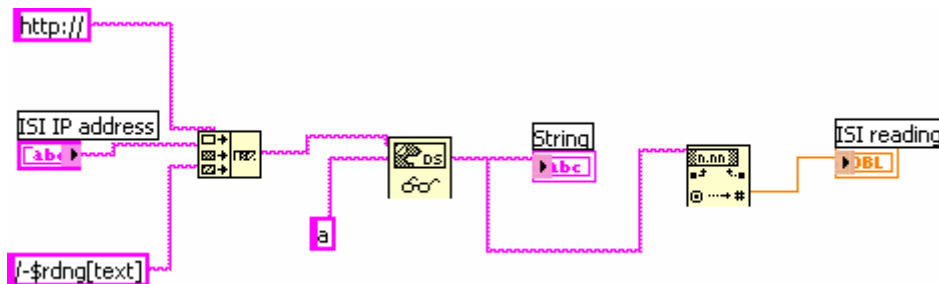 http://
ISI IP address
abc
/-$rdng[text]
a
DS
String
abc
n.nn
#
ISI reading
DBL